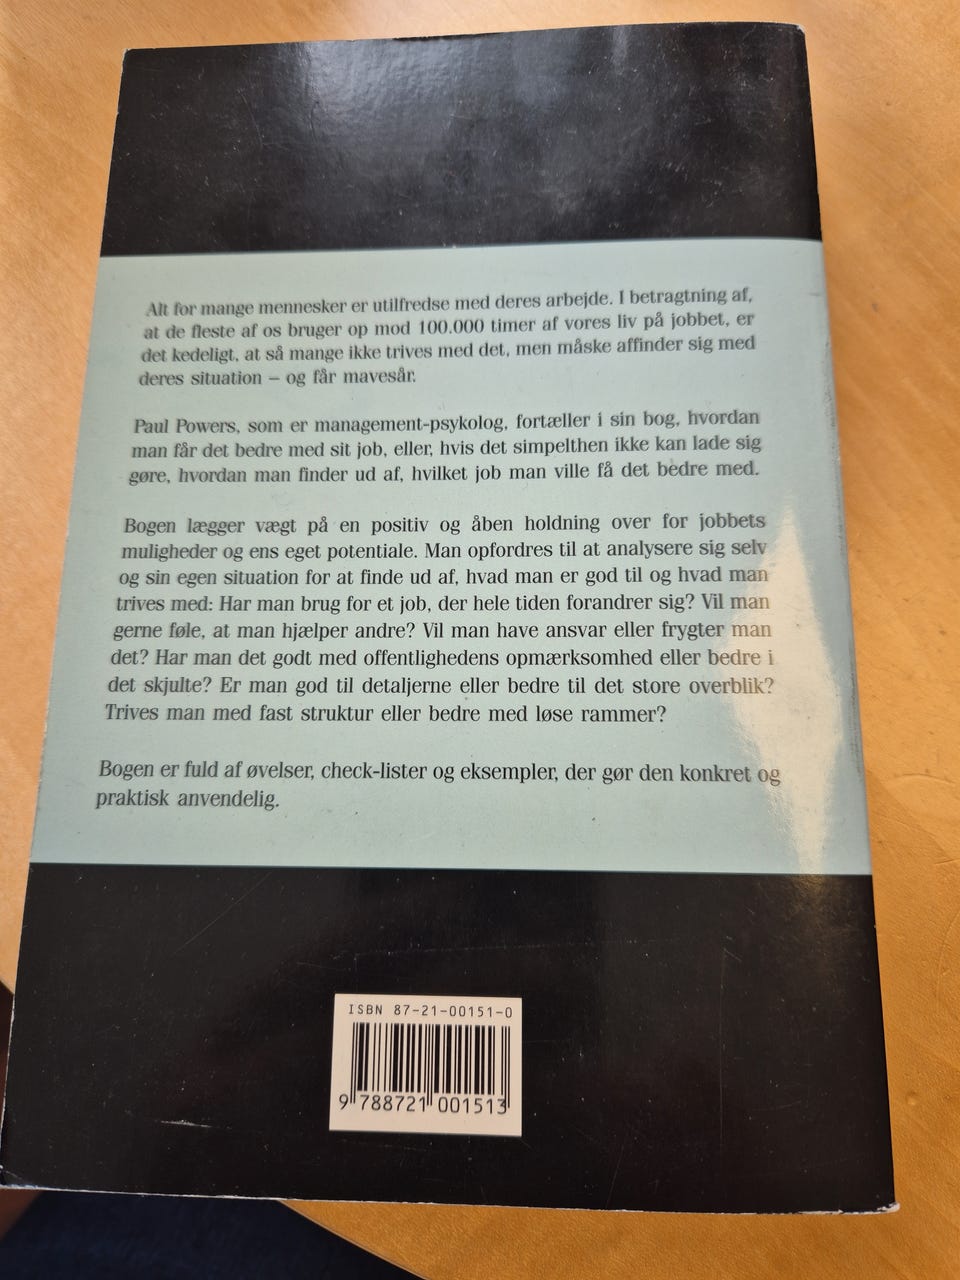 Alt for mange mennesker er utilfredse med deres arbejde. I betragtning af,
at de fleste af os bruger op mod 100.000 timer af vores liv på jobbet, er
det kedeligt, at så mange ikke trives med det, men måske affinder sig med
deres situation – og får mavesår.
Paul Powers, som er management-psykolog, fortæller i sin bog, hvordan
man får det bedre med sit job, eller, hvis det simpelthen ikke kan lade sig
gøre, hvordan man finder ud af, hvilket job man ville få det bedre med.
Bogen lægger vægt på en positiv og åben holdning over for jobbets
muligheder og ens eget potentiale. Man opfordres til at analysere sig selv
og sin egen situation for at finde ud af, hvad man er god til og hvad man
trives med: Har man brug for et job, der hele tiden forandrer sig? Vil man
gerne føle, at man hjælper andre? Vil man have ansvar eller frygter man
det? Har man det godt med offentlighedens opmærksomhed eller bedre i
det skjulte? Er man god til detaljerne eller bedre til det store overblik?
Trives man med fast struktur eller bedre med løse rammer?
Bogen er fuld af øvelser, check-lister og eksempler, der gør den konkret og
praktisk anvendelig.
ISBN 87-21-00151-0
9 788721 001513